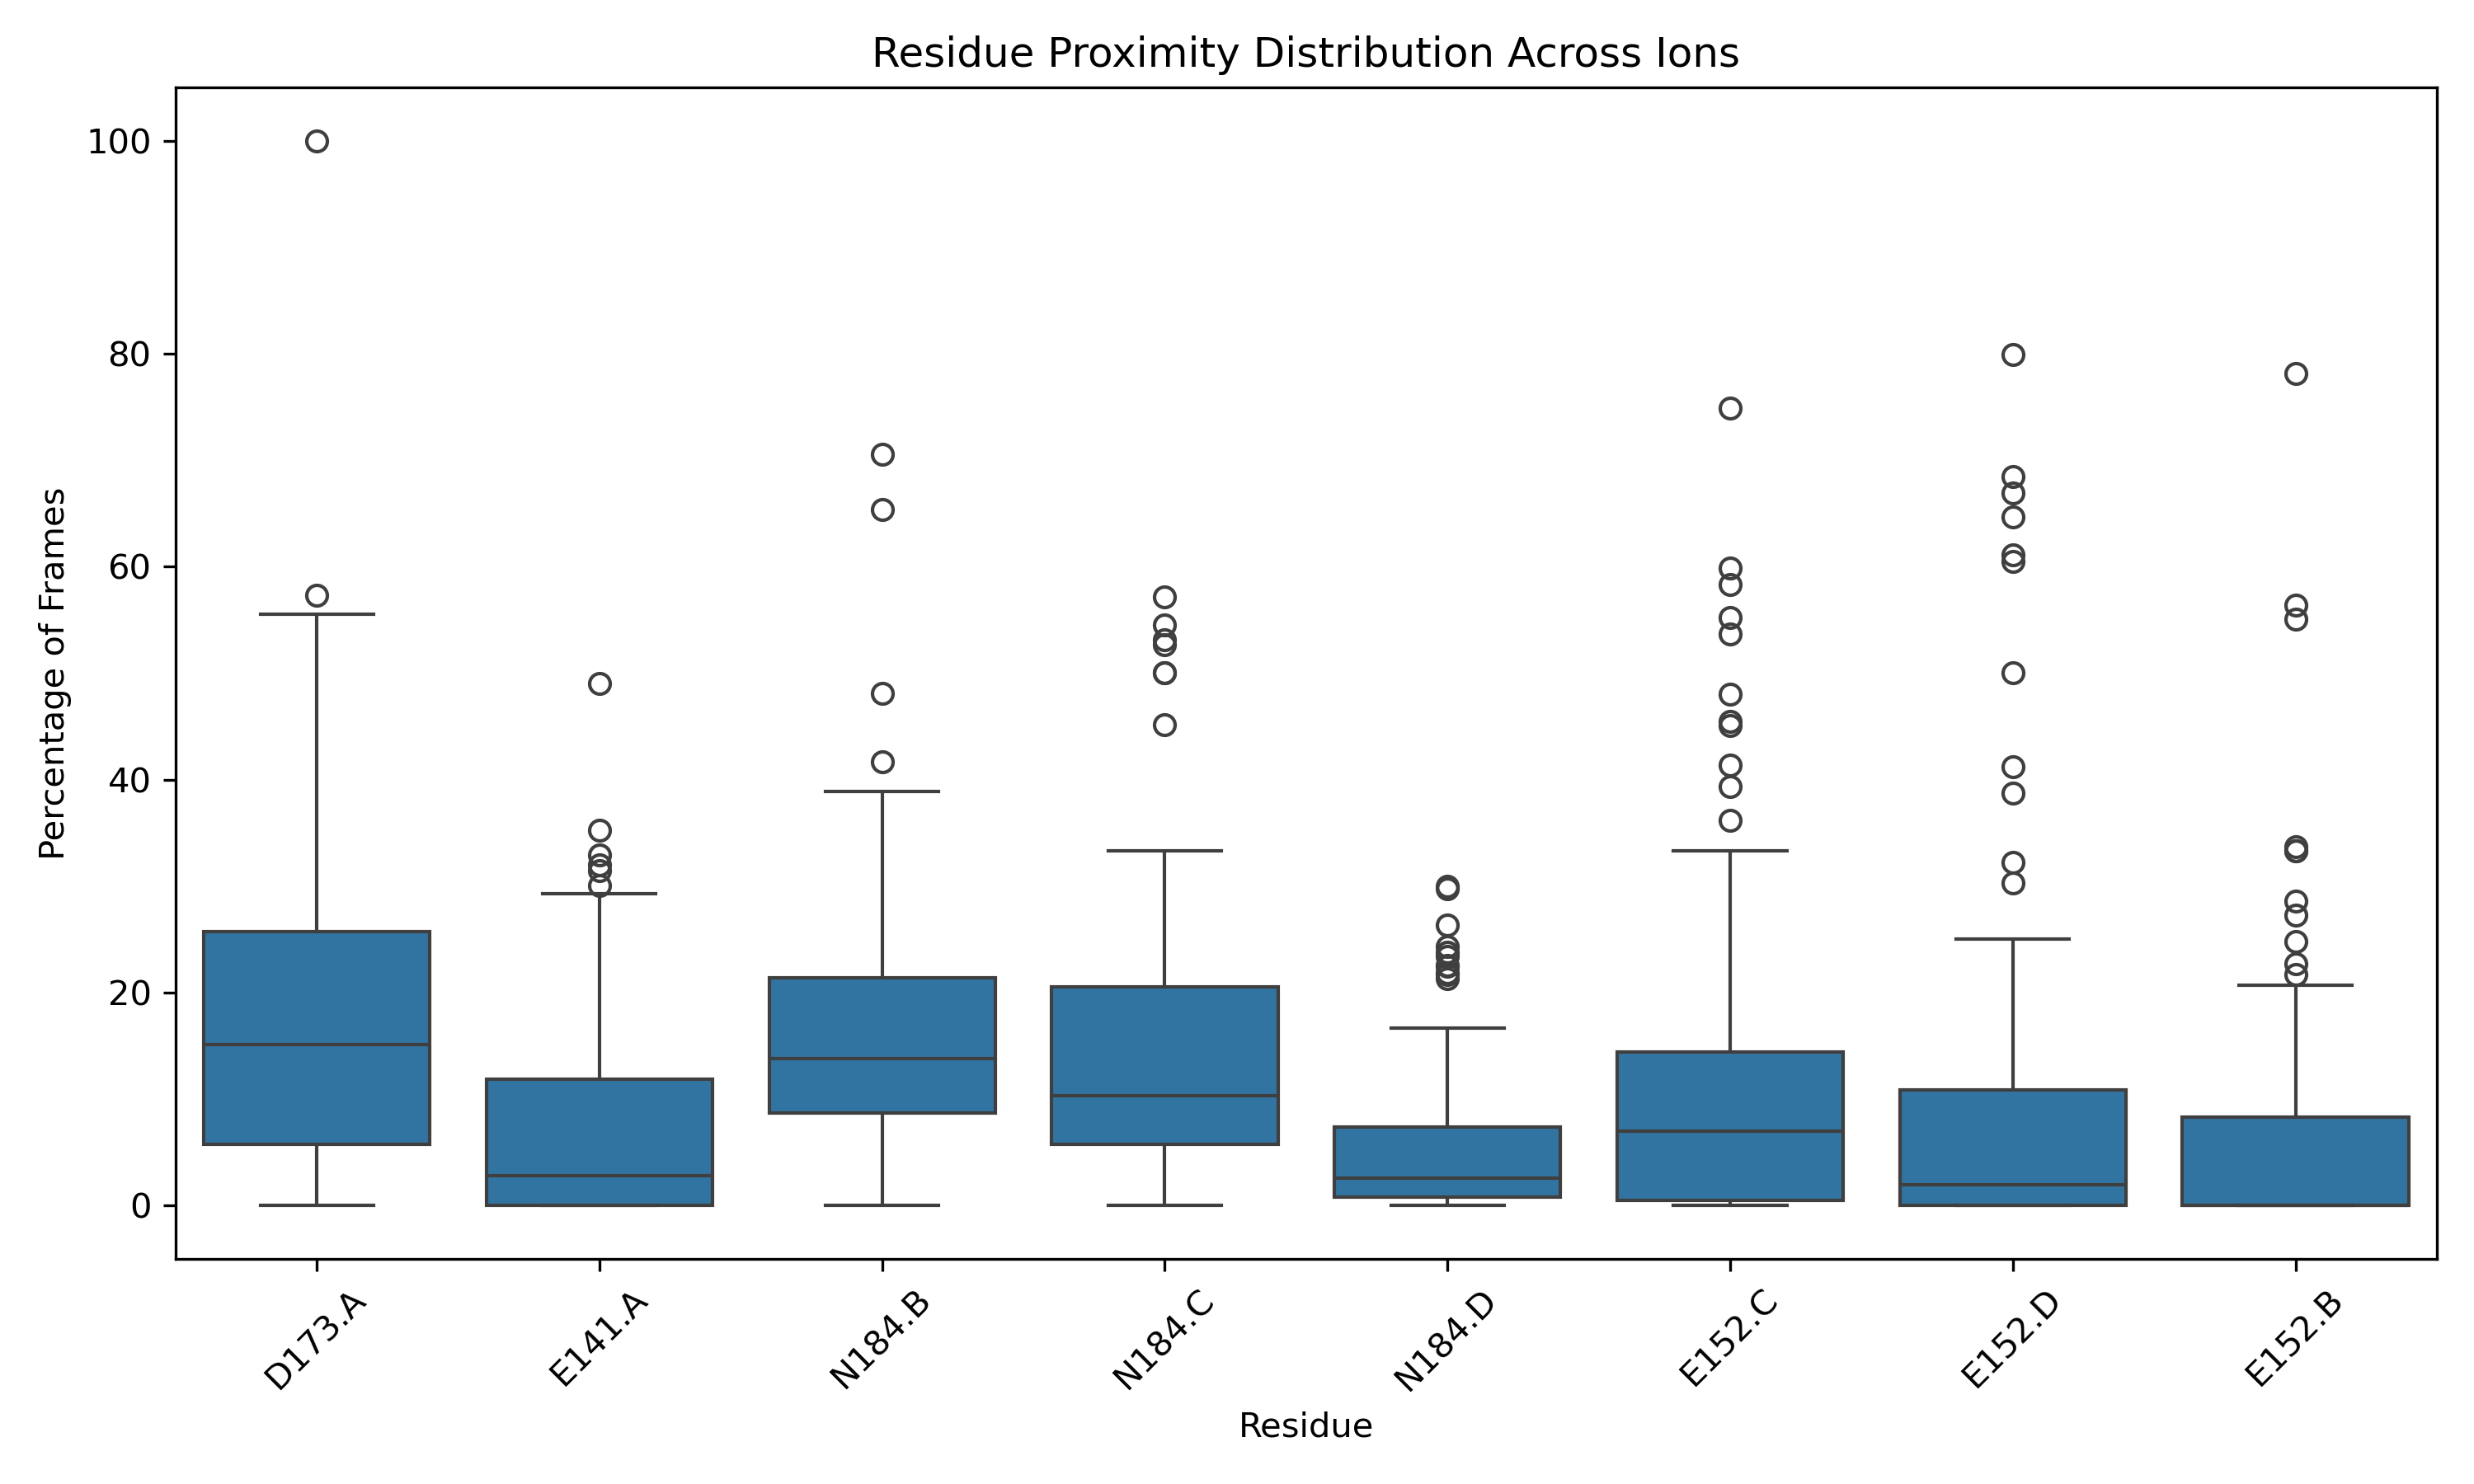 Residue Proximity Distribution Across Ions
100
80
60
40
20
0
Percentage of Frames
D173.A
E141.A
N184.B
N184.C
N184.D
E152.C
E152.D
E152.B
Residue